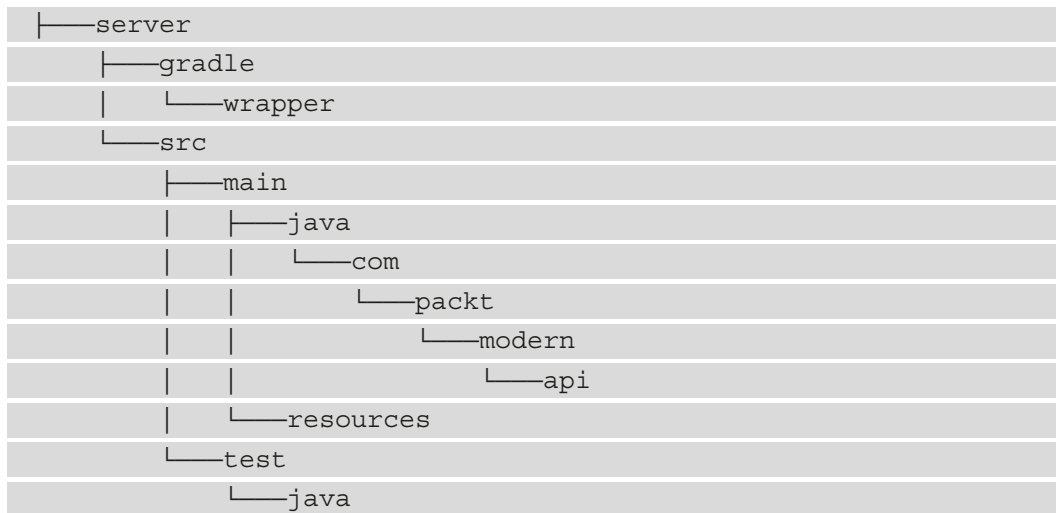 ├───server
    ├───gradle
    │   └───wrapper
    └───src
        ├───main
        │   ├───java
        │   │   └───com
        │   │       └───packt
        │   │           └───modern
        │   │               └───api
        │   └───resources
        └───test
            └───java